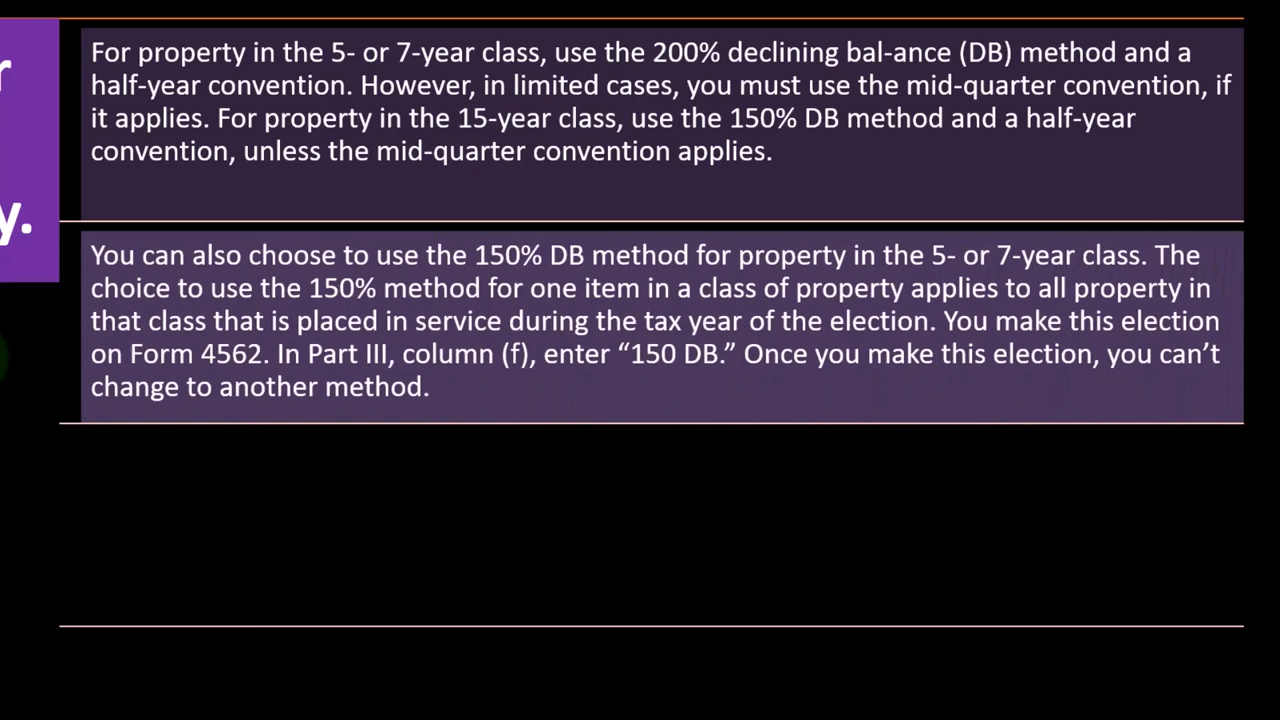 r
y.
For property in the 5- or 7-year class, use the 200% declining bal-ance (DB) method and a
half-year convention. However, in limited cases, you must use the mid-quarter convention, if
it applies. For property in the 15-year class, use the 150% DB method and a half-year
convention, unless the mid-quarter convention applies.
You can also choose to use the 150% DB method for property in the 5- or 7-year class. The
choice to use the 150% method for one item in a class of property applies to all property in
that class that is placed in service during the tax year of the election. You make this election
on Form 4562. In Part III, column (f), enter “150 DB.” Once you make this election, you can’t
change to another method.